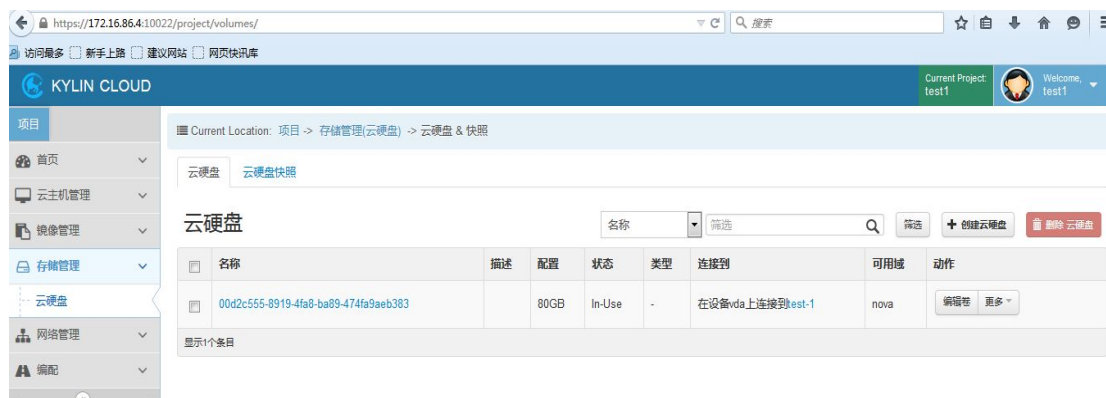 https://172.16.86.4:10022/project/volumes/ 搜索
访问最多 新手上路 建议网站 网页快讯库
KYLIN CLOUD Current Project: test1 Welcome, test1
项目
Current Location: 项目 -> 存储管理(云硬盘) -> 云硬盘 & 快照
首页
云硬盘 云硬盘快照
云主机管理
镜像管理
云硬盘 名称 筛选 筛选 创建云硬盘 删除 云硬盘
存储管理
名称 描述 配置 状态 类型 连接到 可用域 动作
云硬盘
00d2c555-8919-4fa8-ba89-474fa9aeb383 80GB In-Use - 在设备vda上连接到test-1 nova 编辑卷 更多
网络管理
显示1个条目
编配